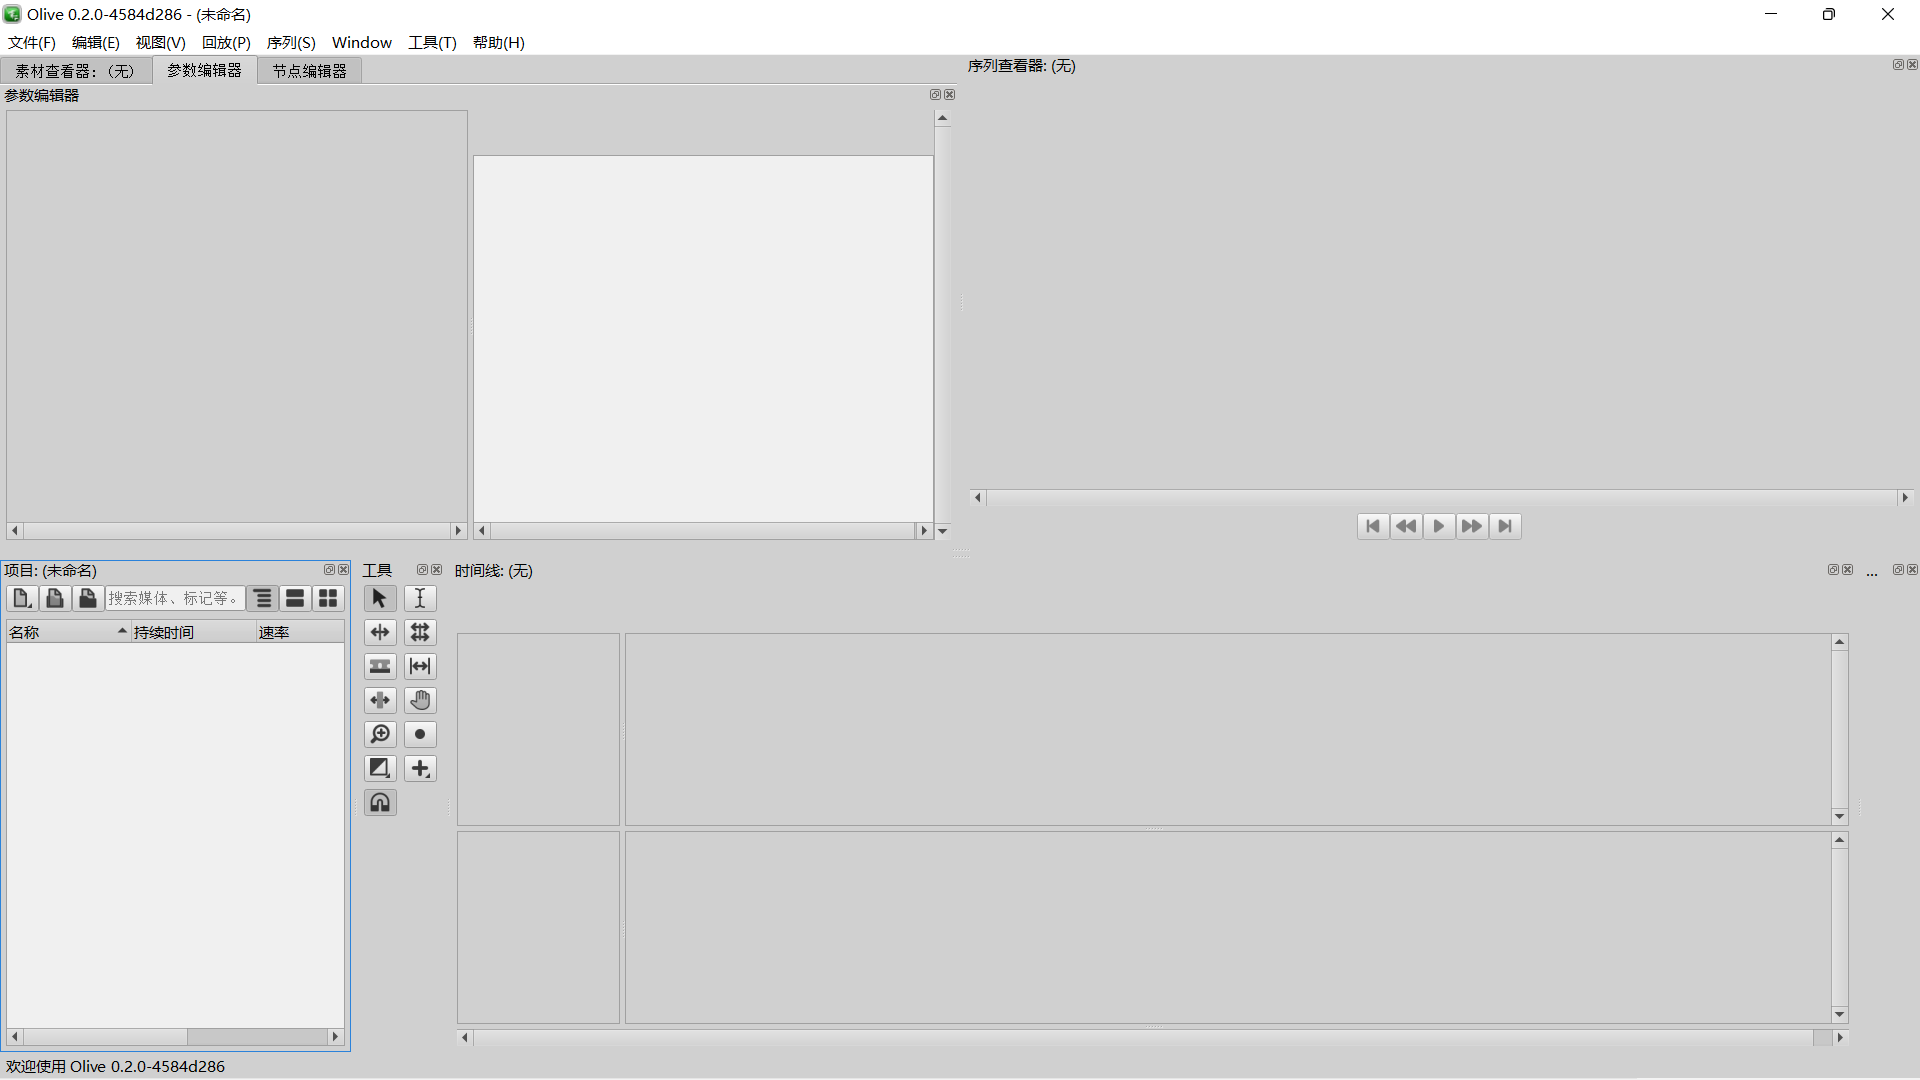 Olive 0.2.0-4584d286 - (未命名)
文件(F) 编辑(E) 视图(V) 回放(P) 序列(S) Window 工具(T) 帮助(H)
素材查看器：（无） 参数编辑器 节点编辑器
参数编辑器
序列查看器: (无)
项目: (未命名)
搜索媒体、标记等。
名称 持续时间 速率
工具
时间线: (无)
...
欢迎使用 Olive 0.2.0-4584d286